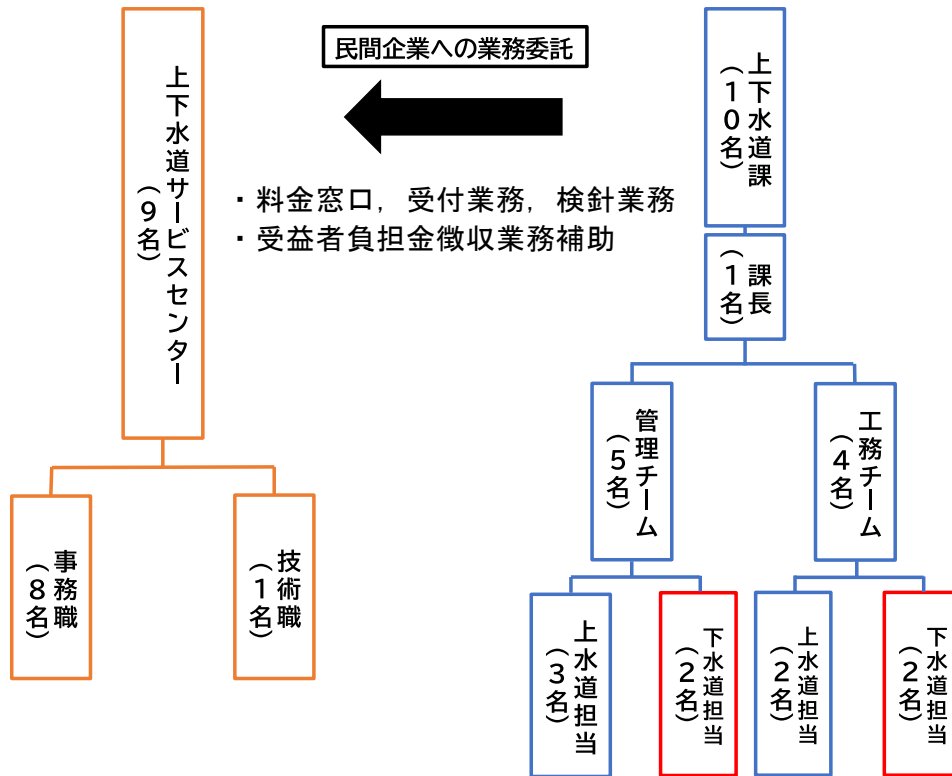 民間企業への業務委託
上下水道サービスセンター
（９名）
・料金窓口，受付業務，検針業務
・受益者負担金徴収業務補助
事務職
（８名）
技術職
（１名）
上下水道課
（１０名）
課長
（１名）
管理チーム
（５名）
工務チーム
（４名）
上水道担当
（３名）
下水道担当
（２名）
上水道担当
（２名）
下水道担当
（２名）